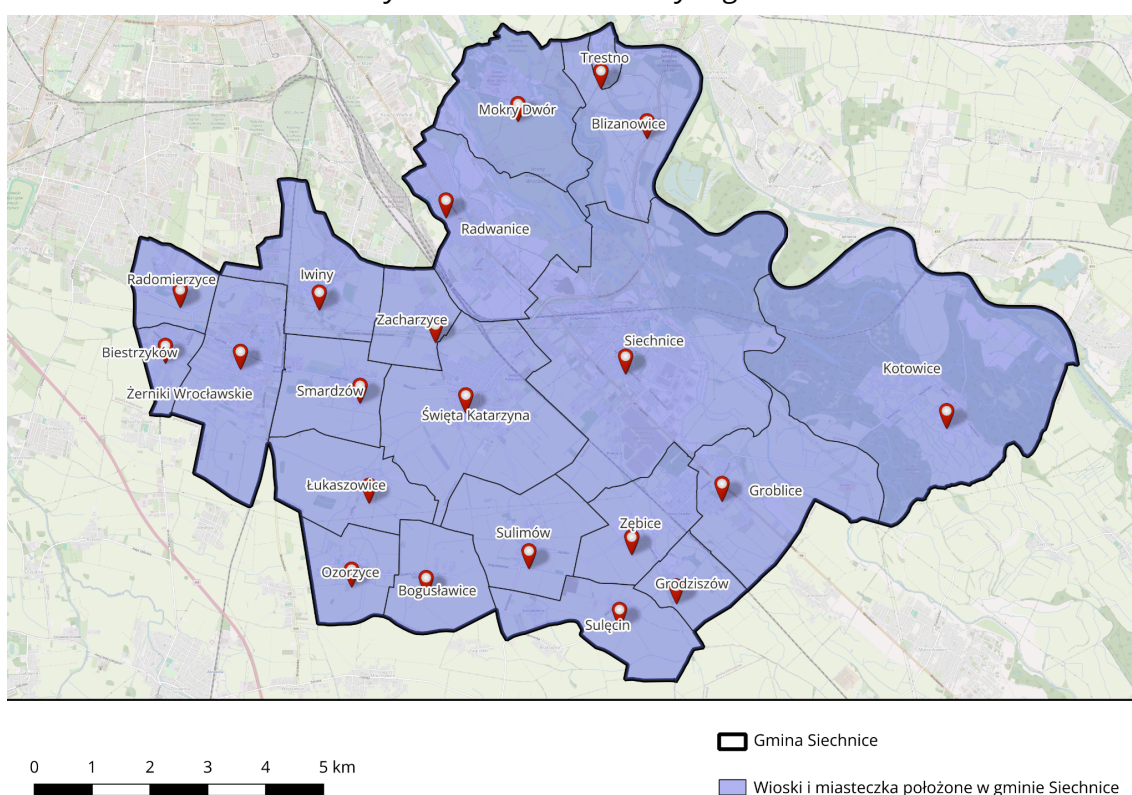 Trestno
Mokry Dwór
Blizanowice
Radwanice
Iwiny
Radomierzyce
Zacharzyce
Siechnice
Biestrzyków
Kotowice
Żerniki Wrocławskie
Smardzów
Święta Katarzyna
Łukaszowice
Groblice
Zębice
Sulimów
Ozorzyce
Grodziszów
Bogusławice
Sulęcin
Gmina Siechnice
0 1 2 3 4 5 km
Wioski i miasteczka położone w gminie Siechnice